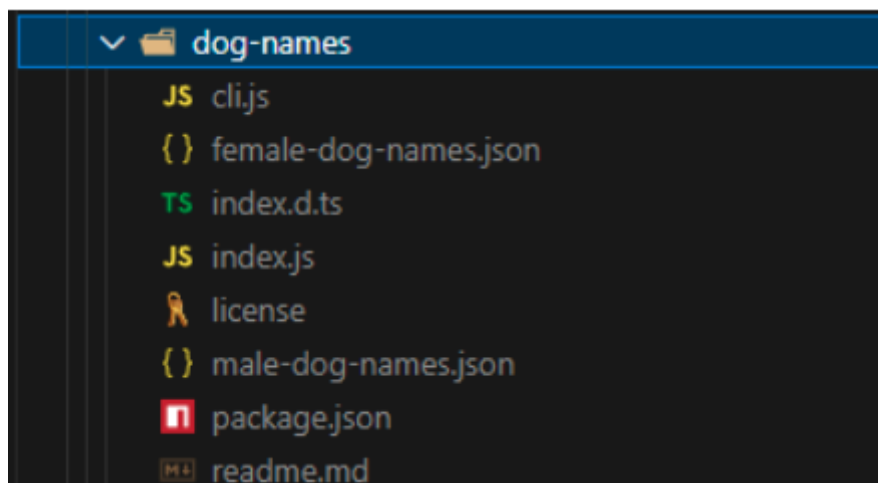 dog-names
JS cli.js
{ } female-dog-names.json
TS index.d.ts
JS index.js
license
{ } male-dog-names.json
n package.json
M↓ readme.md